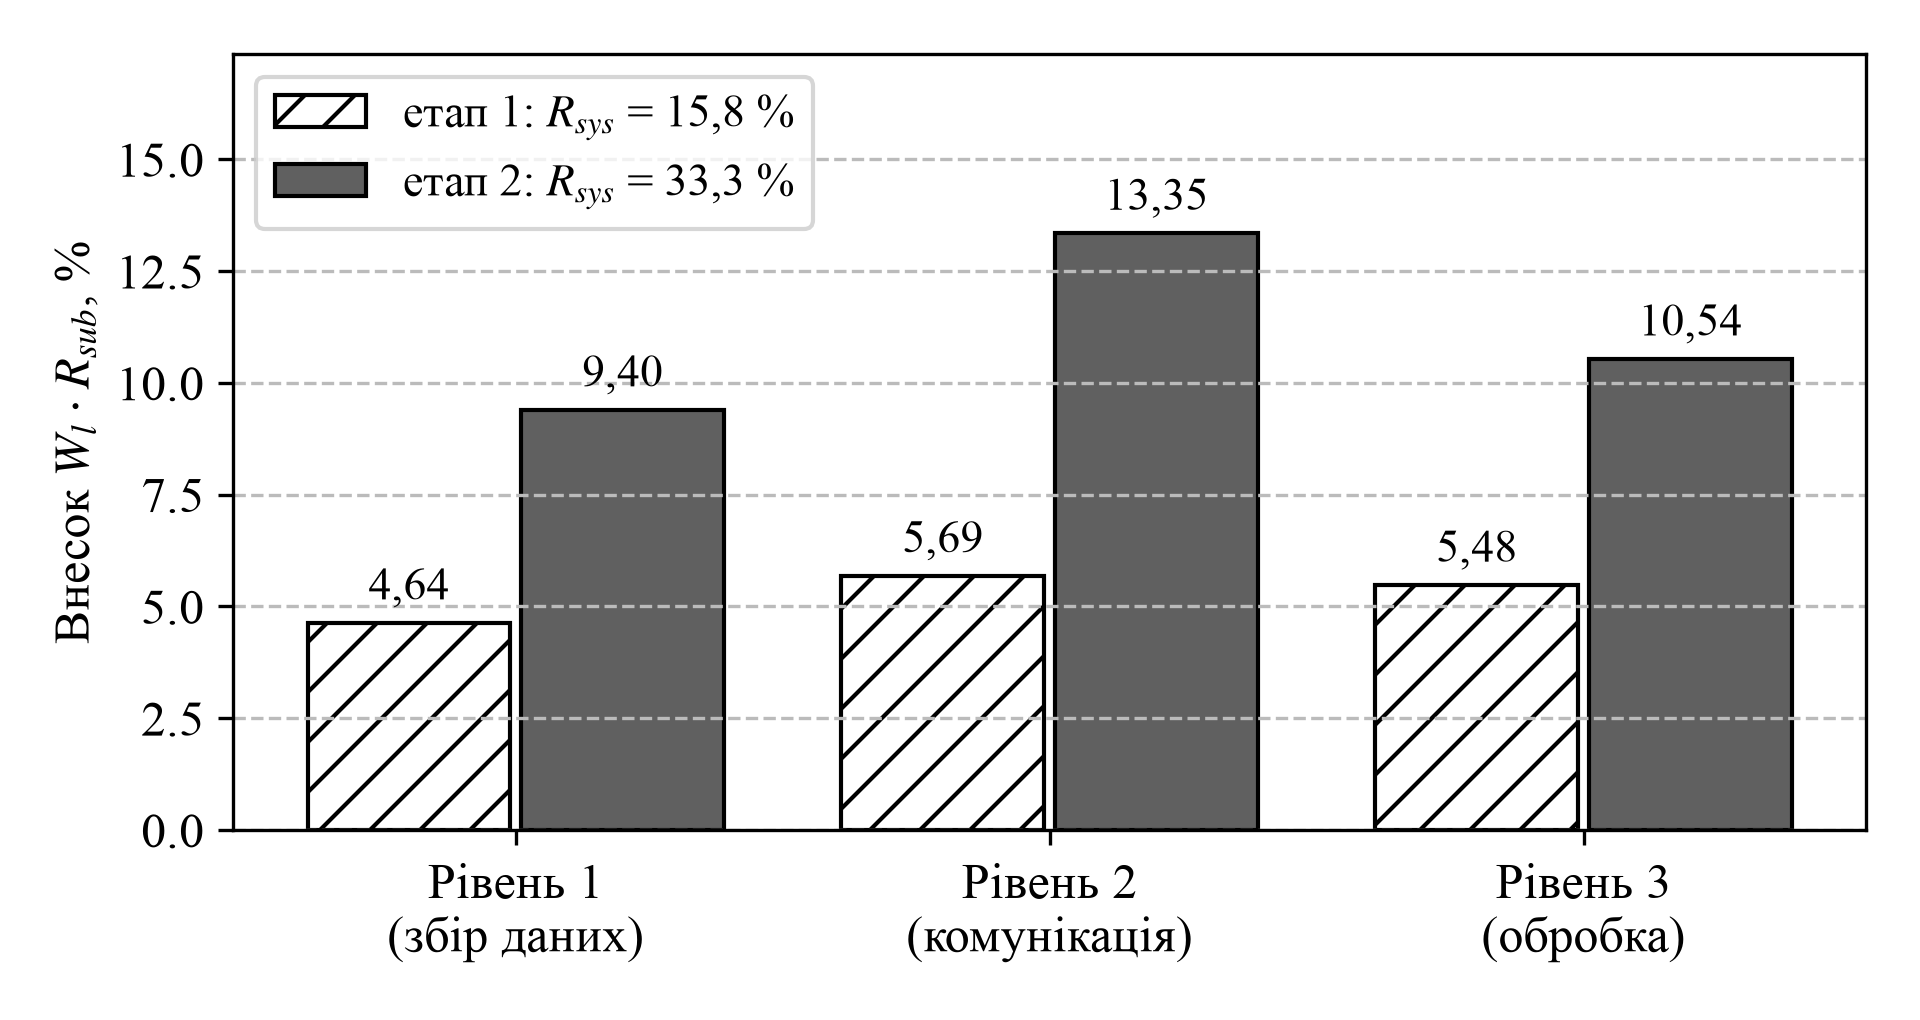 етап 1: R_sys = 15,8 %
етап 2: R_sys = 33,3 %
Внесок W_l · R_sub, %
15.0
12.5
10.0
7.5
5.0
2.5
0.0
4,64
9,40
5,69
13,35
5,48
10,54
Рівень 1
(збір даних)
Рівень 2
(комунікація)
Рівень 3
(обробка)